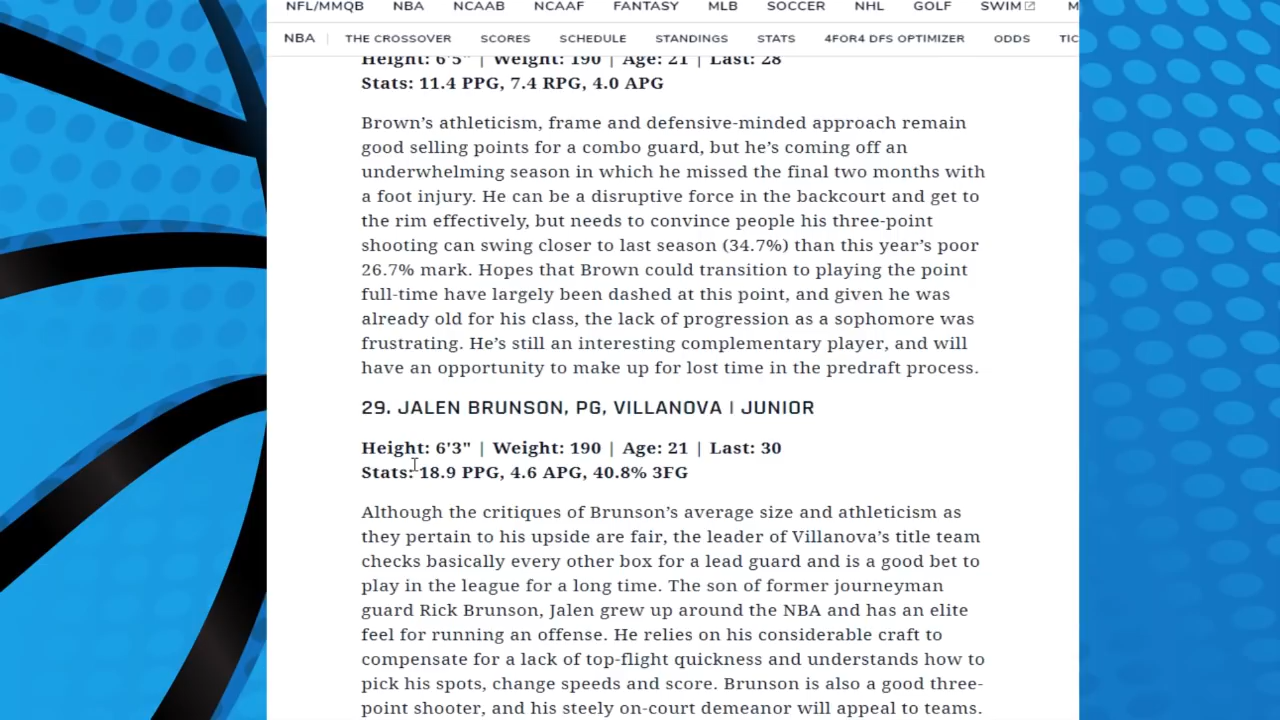 NFL/MMQB NBA NCAAB NCAAF FANTASY MLB SOCCER NHL GOLF SWIM M
NBA | THE CROSSOVER SCORES SCHEDULE STANDINGS STATS 4FOR4 DFS OPTIMIZER ODDS TIC
Height: 6'5" | Weight: 190 | Age: 21 | Last: 28
Stats: 11.4 PPG, 7.4 RPG, 4.0 APG
Brown’s athleticism, frame and defensive-minded approach remain
good selling points for a combo guard, but he’s coming off an
underwhelming season in which he missed the final two months with
a foot injury. He can be a disruptive force in the backcourt and get to
the rim effectively, but needs to convince people his three-point
shooting can swing closer to last season (34.7%) than this year’s poor
26.7% mark. Hopes that Brown could transition to playing the point
full-time have largely been dashed at this point, and given he was
already old for his class, the lack of progression as a sophomore was
frustrating. He’s still an interesting complementary player, and will
have an opportunity to make up for lost time in the predraft process.
29. JALEN BRUNSON, PG, VILLANOVA | JUNIOR
Height: 6'3" | Weight: 190 | Age: 21 | Last: 30
Stats: 18.9 PPG, 4.6 APG, 40.8% 3FG
Although the critiques of Brunson’s average size and athleticism as
they pertain to his upside are fair, the leader of Villanova’s title team
checks basically every other box for a lead guard and is a good bet to
play in the league for a long time. The son of former journeyman
guard Rick Brunson, Jalen grew up around the NBA and has an elite
feel for running an offense. He relies on his considerable craft to
compensate for a lack of top-flight quickness and understands how to
pick his spots, change speeds and score. Brunson is also a good three-
point shooter, and his steely on-court demeanor will appeal to teams.